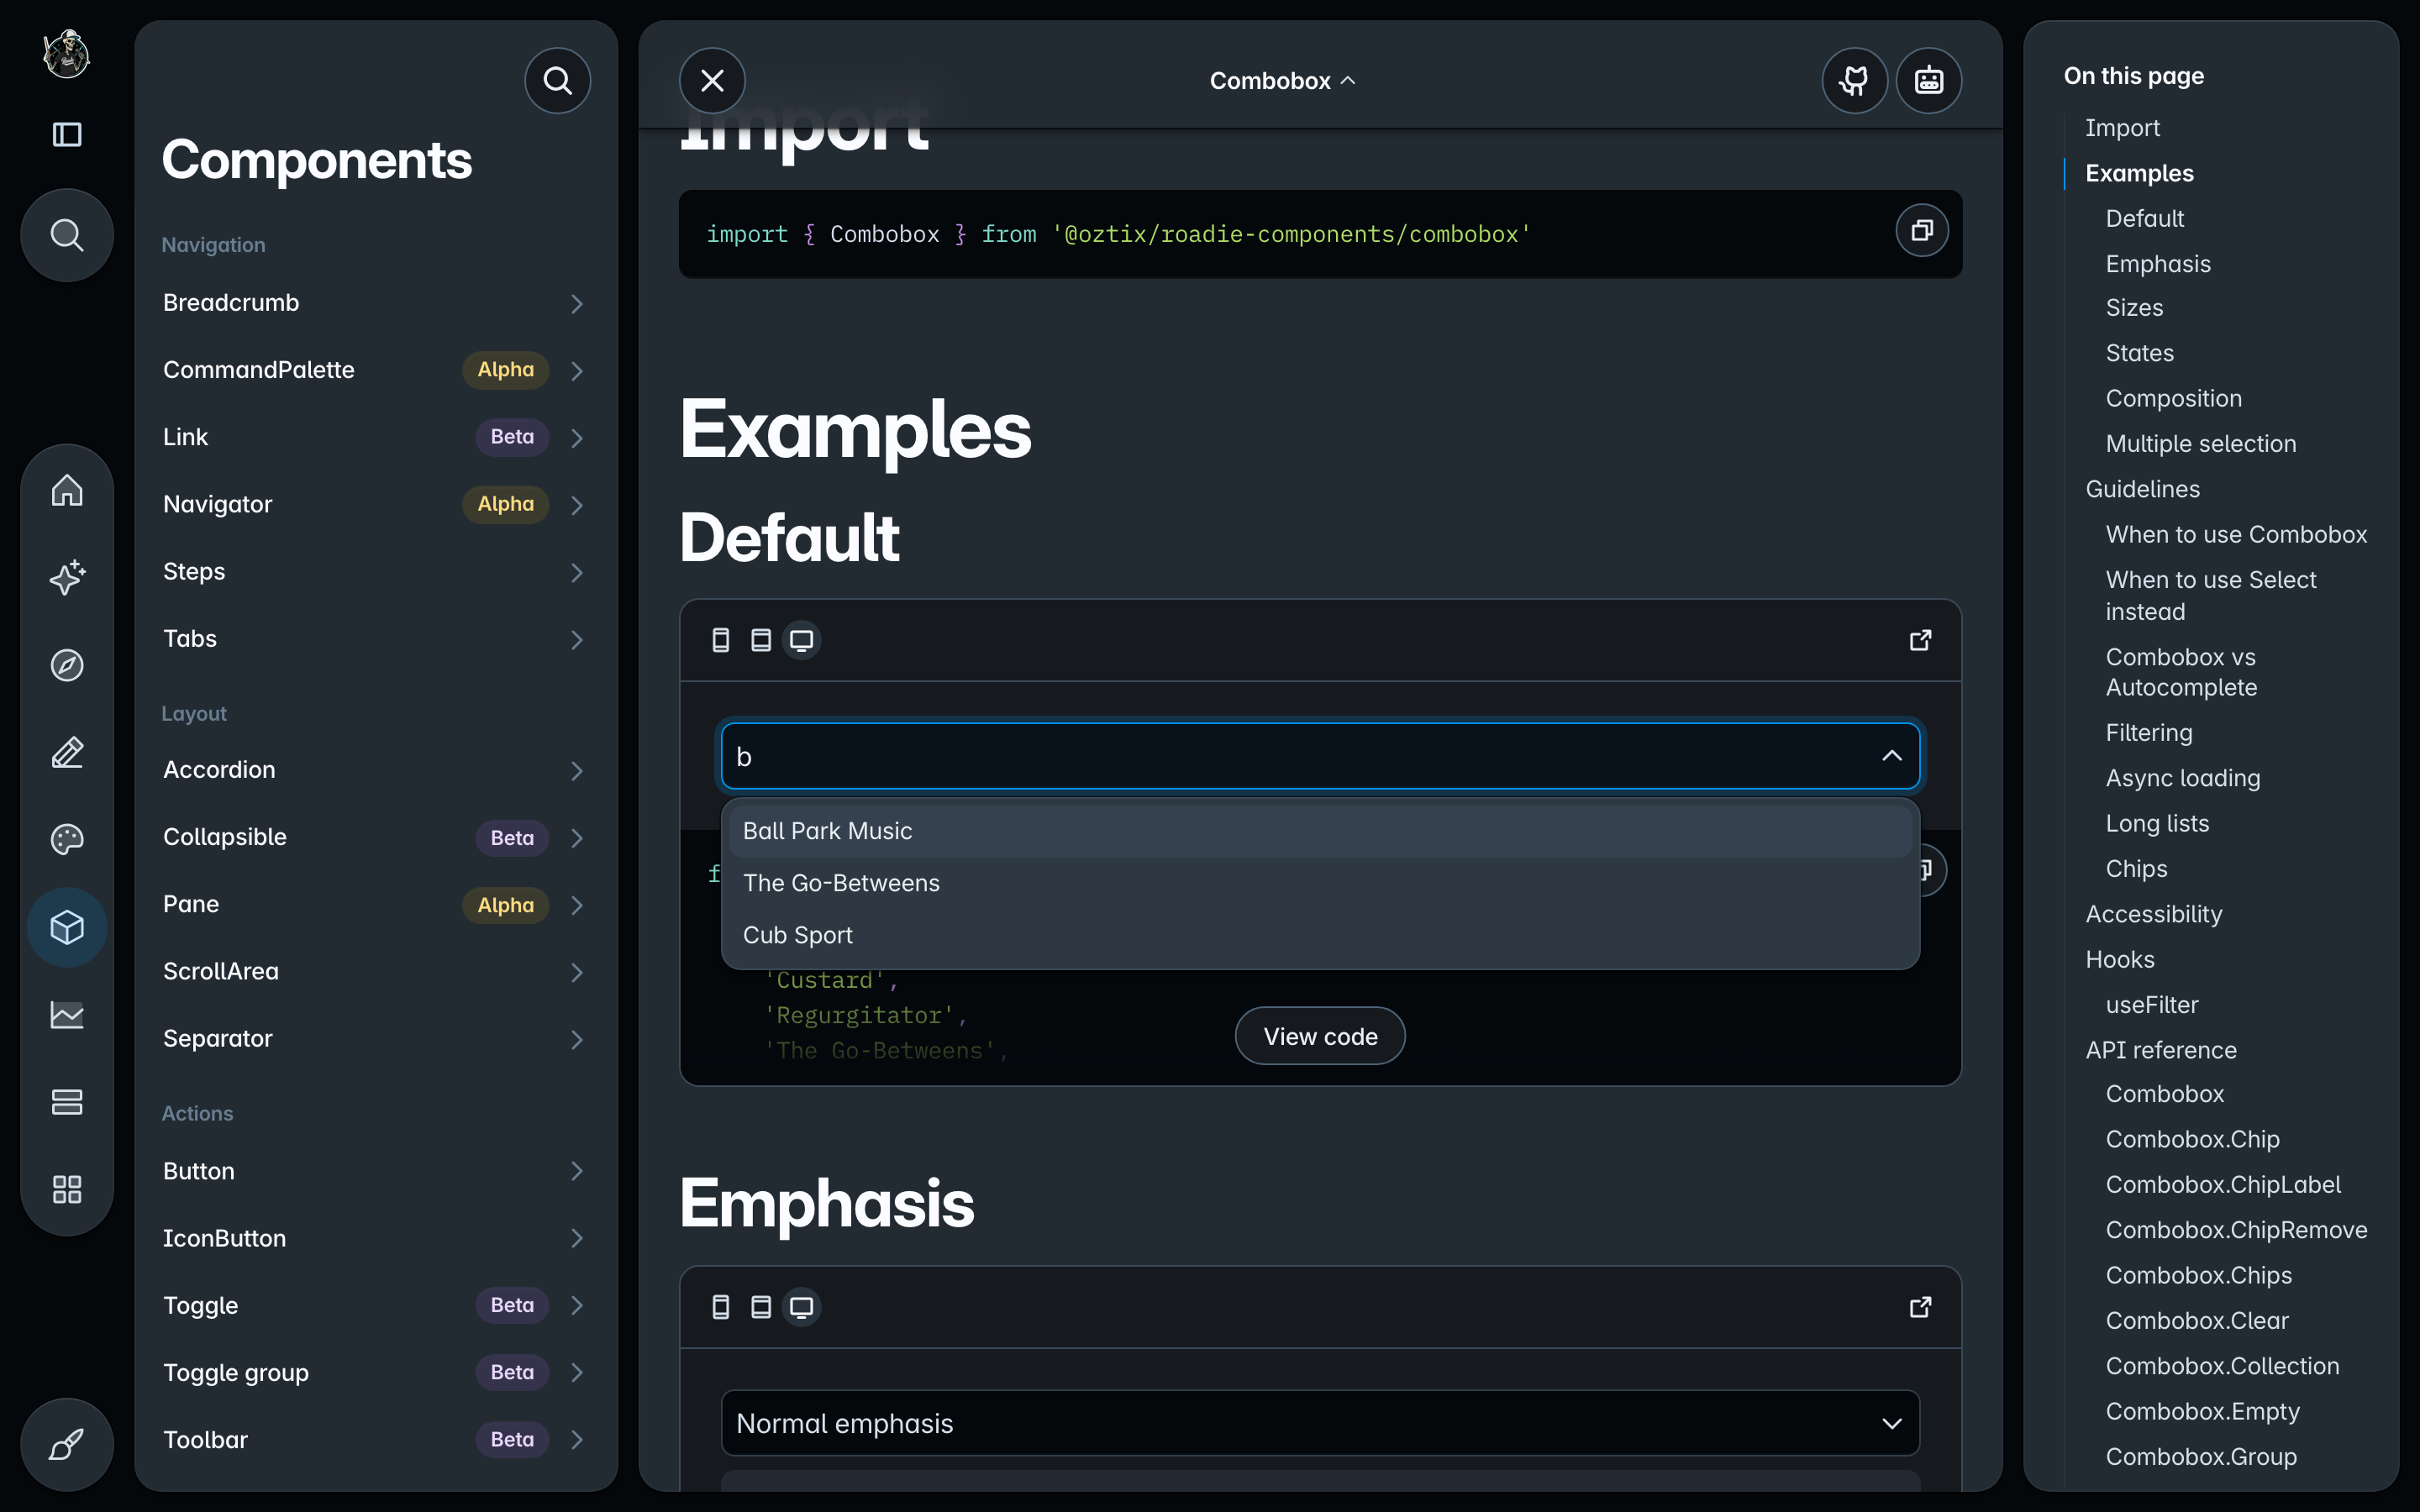 Components
Navigation
Breadcrumb
CommandPalette Alpha
Link Beta
Navigator Alpha
Steps
Tabs
Layout
Accordion
Collapsible Beta
Pane Alpha
ScrollArea
Separator
Actions
Button
IconButton
Toggle Beta
Toggle group Beta
Toolbar Beta
Combobox
Import
import { Combobox } from '@oztix/roadie-components/combobox'
Examples
Default
b
Ball Park Music
f
The Go-Betweens
Cub Sport
'Custard',
'Regurgitator',
'The Go-Betweens',
View code
Emphasis
Normal emphasis
On this page
Import
Examples
Default
Emphasis
Sizes
States
Composition
Multiple selection
Guidelines
When to use Combobox
When to use Select
instead
Combobox vs
Autocomplete
Filtering
Async loading
Long lists
Chips
Accessibility
Hooks
useFilter
API reference
Combobox
Combobox.Chip
Combobox.ChipLabel
Combobox.ChipRemove
Combobox.Chips
Combobox.Clear
Combobox.Collection
Combobox.Empty
Combobox.Group